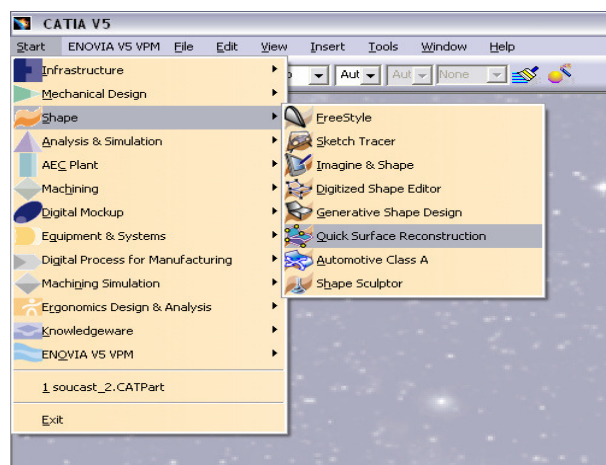 CATIA V5
Start ENOVIA V5 VPM File Edit View Insert Tools Window Help
Aut Aut None
Infrastructure
Mechanical Design
Shape
Analysis & Simulation
AEC Plant
Machining
Digital Mockup
Equipment & Systems
Digital Process for Manufacturing
Machining Simulation
Ergonomics Design & Analysis
Knowledgeware
ENOVIA V5 VPM
1 soucast_2.CATPart
Exit
FreeStyle
Sketch Tracer
Imagine & Shape
Digitized Shape Editor
Generative Shape Design
Quick Surface Reconstruction
Automotive Class A
Shape Sculptor